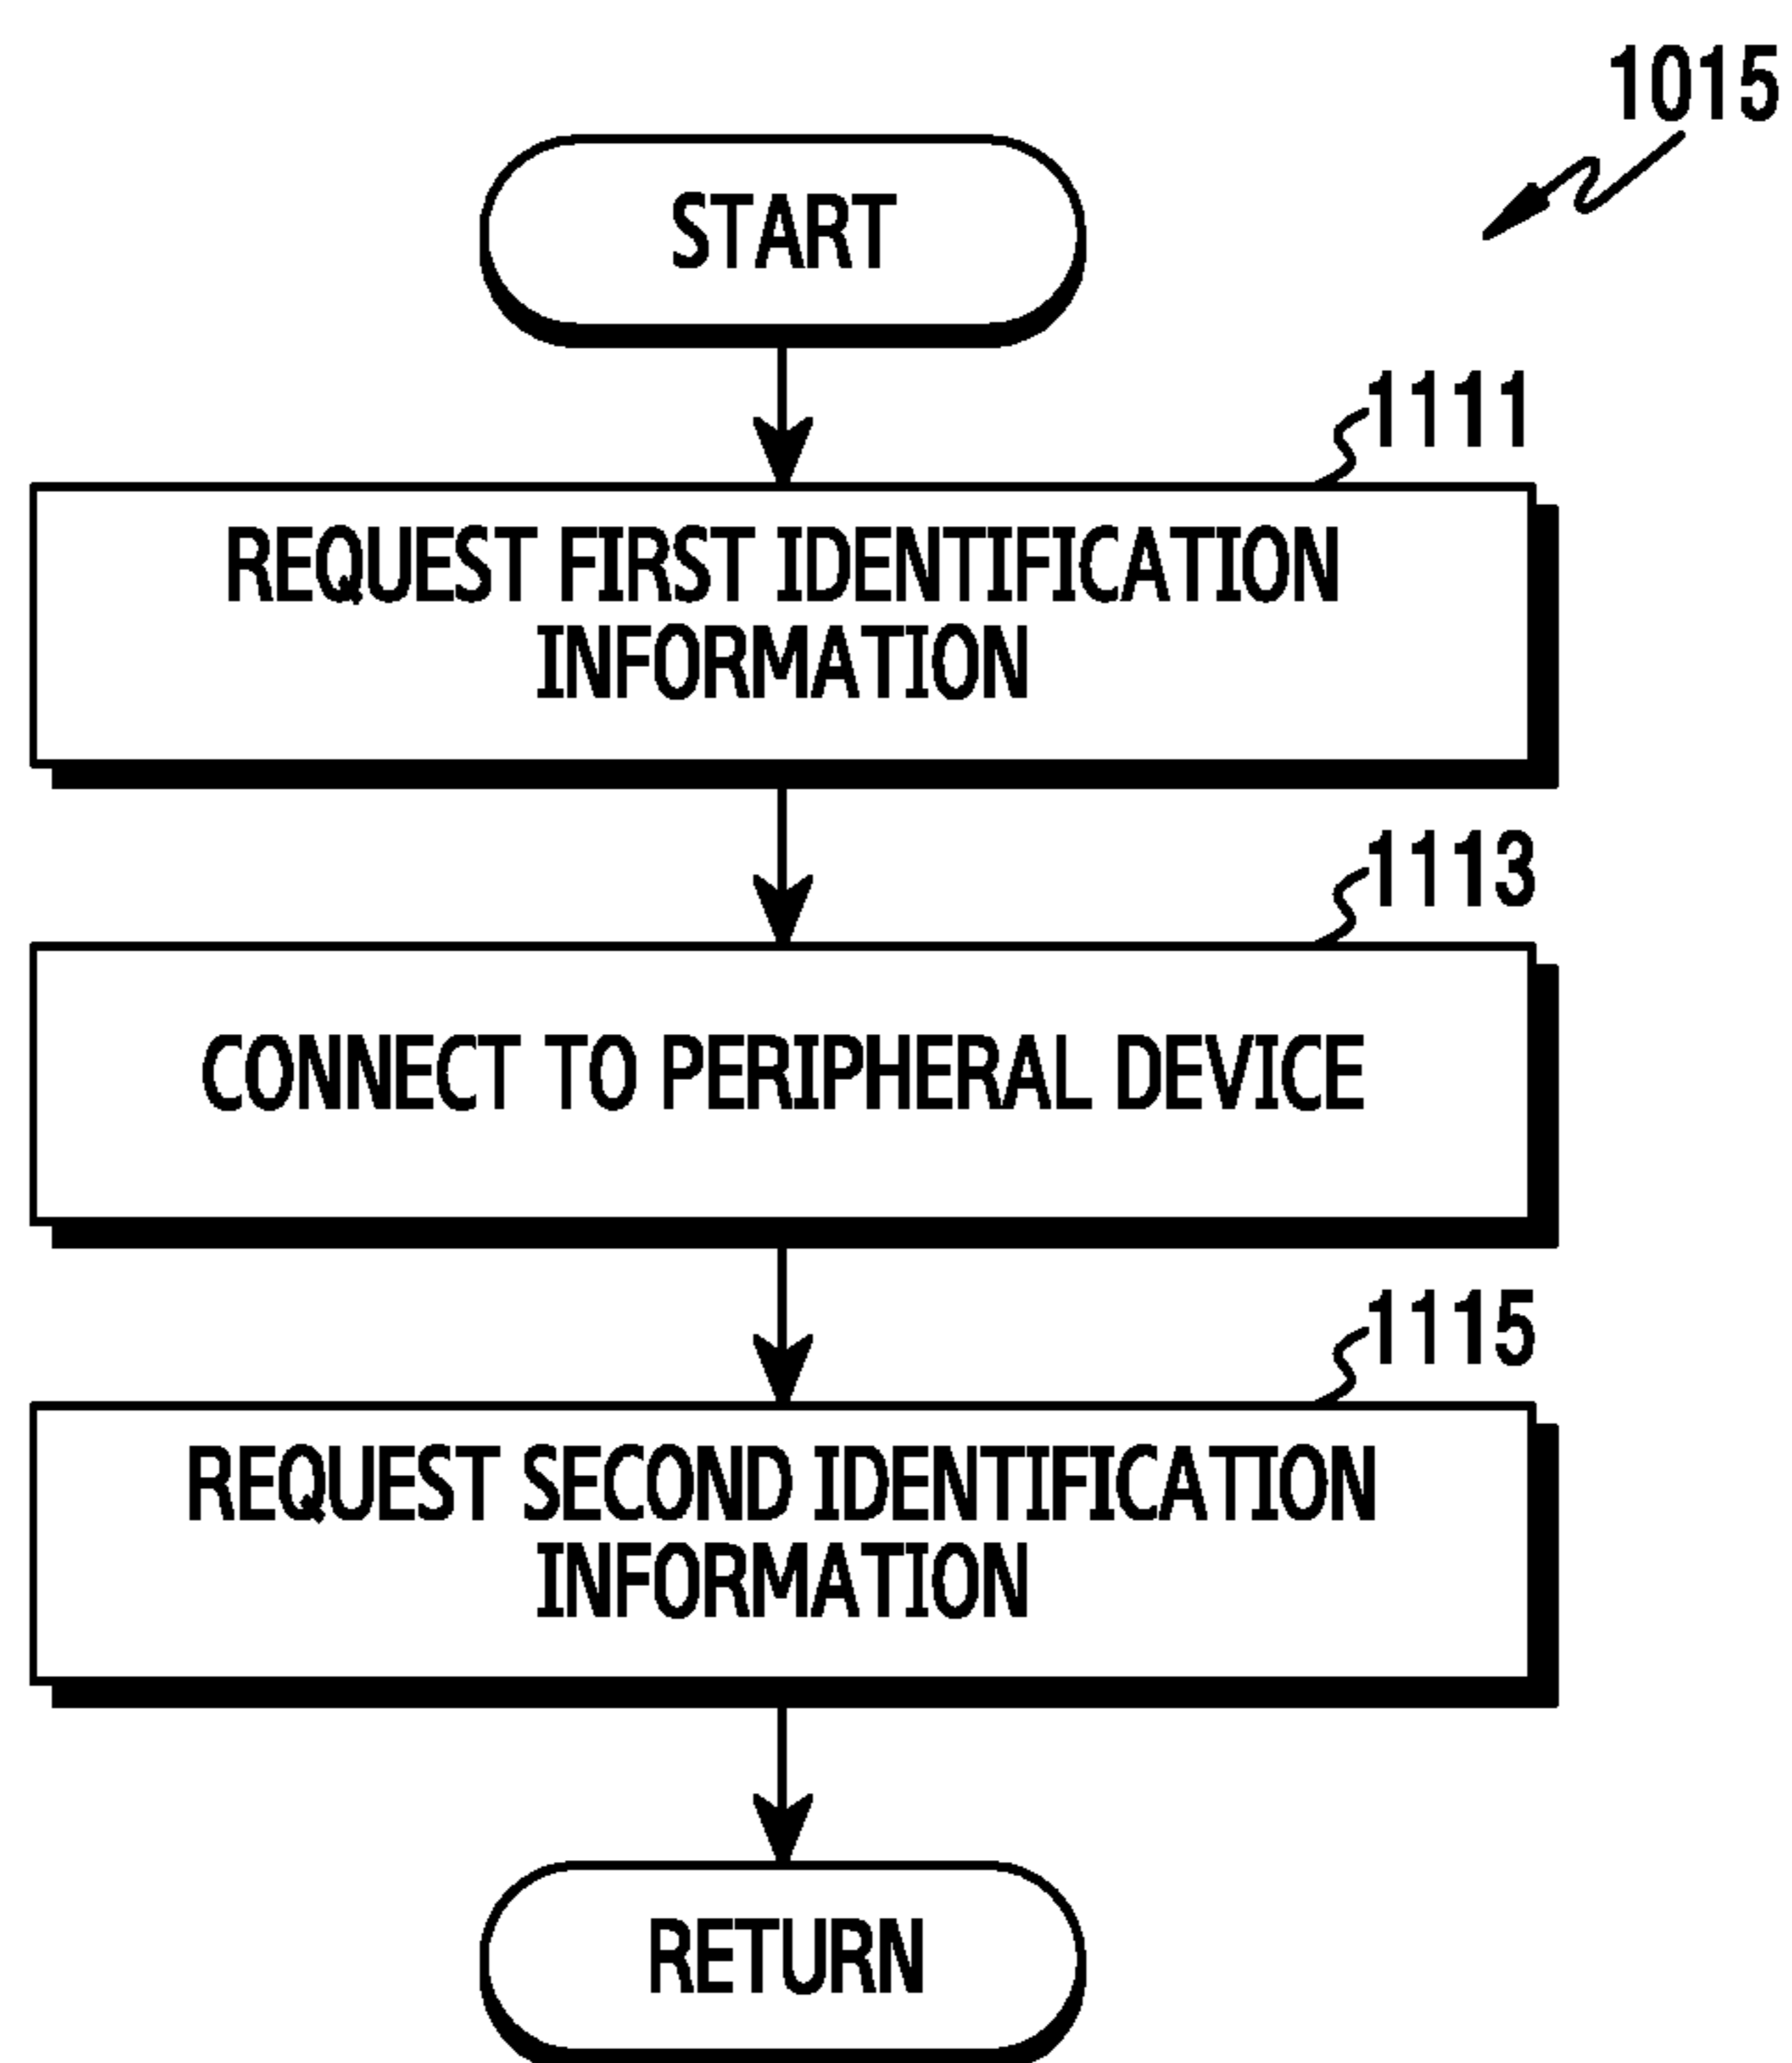 1015
START
1111
REQUEST FIRST IDENTIFICATION
INFORMATION
1113
CONNECT TO PERIPHERAL DEVICE
1115
REQUEST SECOND IDENTIFICATION
INFORMATION
RETURN